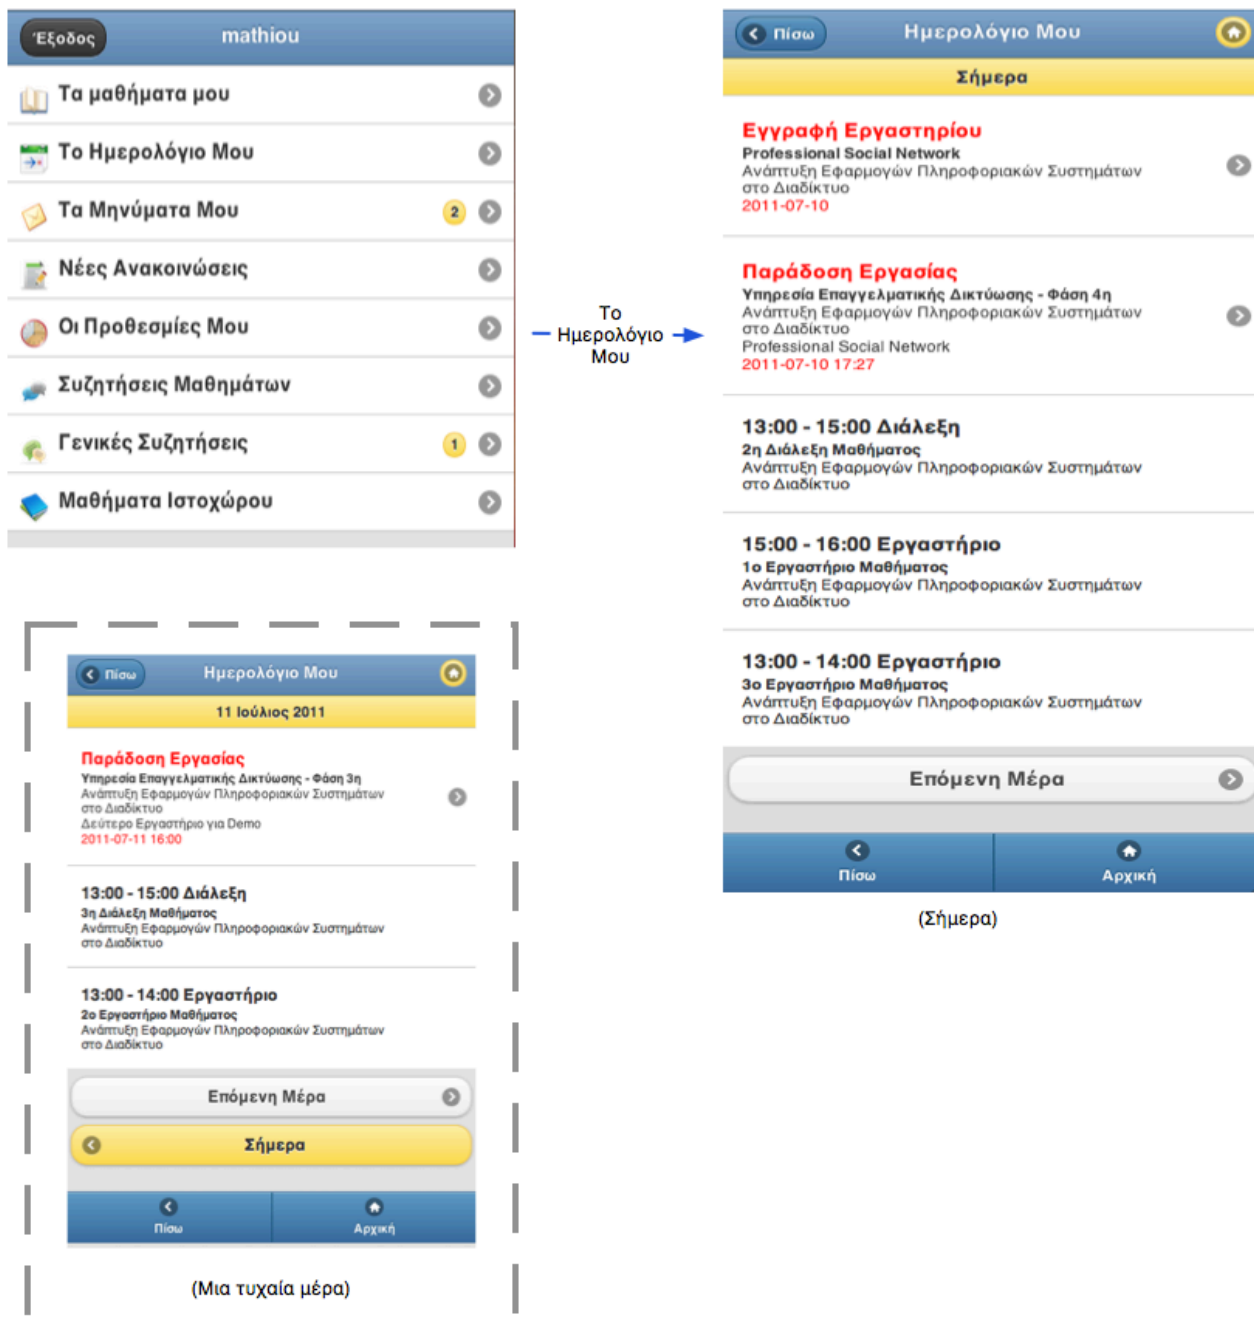 Έξοδος
mathiou
Τα μαθήματα μου
Το Ημερολόγιο Μου
Τα Μηνύματα Μου
2
Νέες Ανακοινώσεις
Οι Προθεσμίες Μου
Συζητήσεις Μαθημάτων
Γενικές Συζητήσεις
1
Μαθήματα Ιστοχώρου
Το
Ημερολόγιο
Μου
Πίσω
Ημερολόγιο Μου
Σήμερα
Εγγραφή Εργαστηρίου
Professional Social Network
Ανάπτυξη Εφαρμογών Πληροφοριακών Συστημάτων
στο Διαδίκτυο
2011-07-10
Παράδοση Εργασίας
Υπηρεσία Επαγγελματικής Δικτύωσης - Φάση 4η
Ανάπτυξη Εφαρμογών Πληροφοριακών Συστημάτων
στο Διαδίκτυο
Professional Social Network
2011-07-10 17:27
13:00 - 15:00 Διάλεξη
2η Διάλεξη Μαθήματος
Ανάπτυξη Εφαρμογών Πληροφοριακών Συστημάτων
στο Διαδίκτυο
15:00 - 16:00 Εργαστήριο
1ο Εργαστήριο Μαθήματος
Ανάπτυξη Εφαρμογών Πληροφοριακών Συστημάτων
στο Διαδίκτυο
13:00 - 14:00 Εργαστήριο
3ο Εργαστήριο Μαθήματος
Ανάπτυξη Εφαρμογών Πληροφοριακών Συστημάτων
στο Διαδίκτυο
Επόμενη Μέρα
Πίσω
Αρχική
(Σήμερα)
Πίσω
Ημερολόγιο Μου
11 Ιούλιος 2011
Παράδοση Εργασίας
Υπηρεσία Επαγγελματικής Δικτύωσης - Φάση 3η
Ανάπτυξη Εφαρμογών Πληροφοριακών Συστημάτων
στο Διαδίκτυο
Δεύτερο Εργαστήριο για Demo
2011-07-11 16:00
13:00 - 15:00 Διάλεξη
3η Διάλεξη Μαθήματος
Ανάπτυξη Εφαρμογών Πληροφοριακών Συστημάτων
στο Διαδίκτυο
13:00 - 14:00 Εργαστήριο
2ο Εργαστήριο Μαθήματος
Ανάπτυξη Εφαρμογών Πληροφοριακών Συστημάτων
στο Διαδίκτυο
Επόμενη Μέρα
Σήμερα
Πίσω
Αρχική
(Μια τυχαία μέρα)